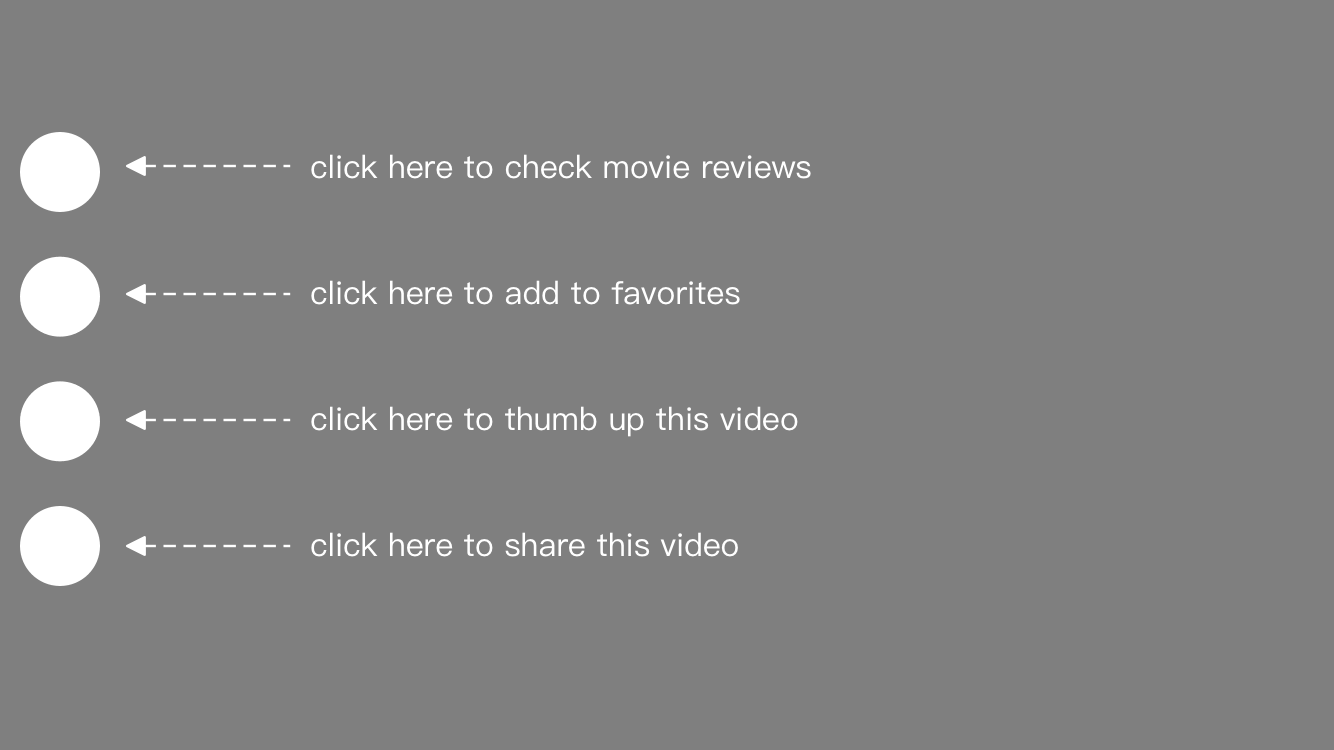 click here to check movie reviews
click here to add to favorites
click here to thumb up this video
click here to share this video